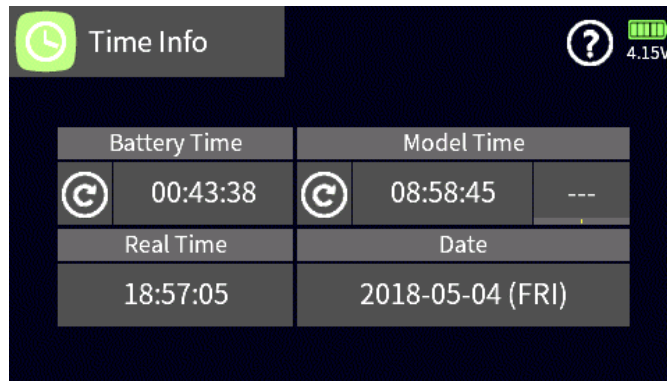 Time Info
?
4.15V
Battery Time Model Time
00:43:38 08:58:45 ---
Real Time Date
18:57:05 2018-05-04 (FRI)